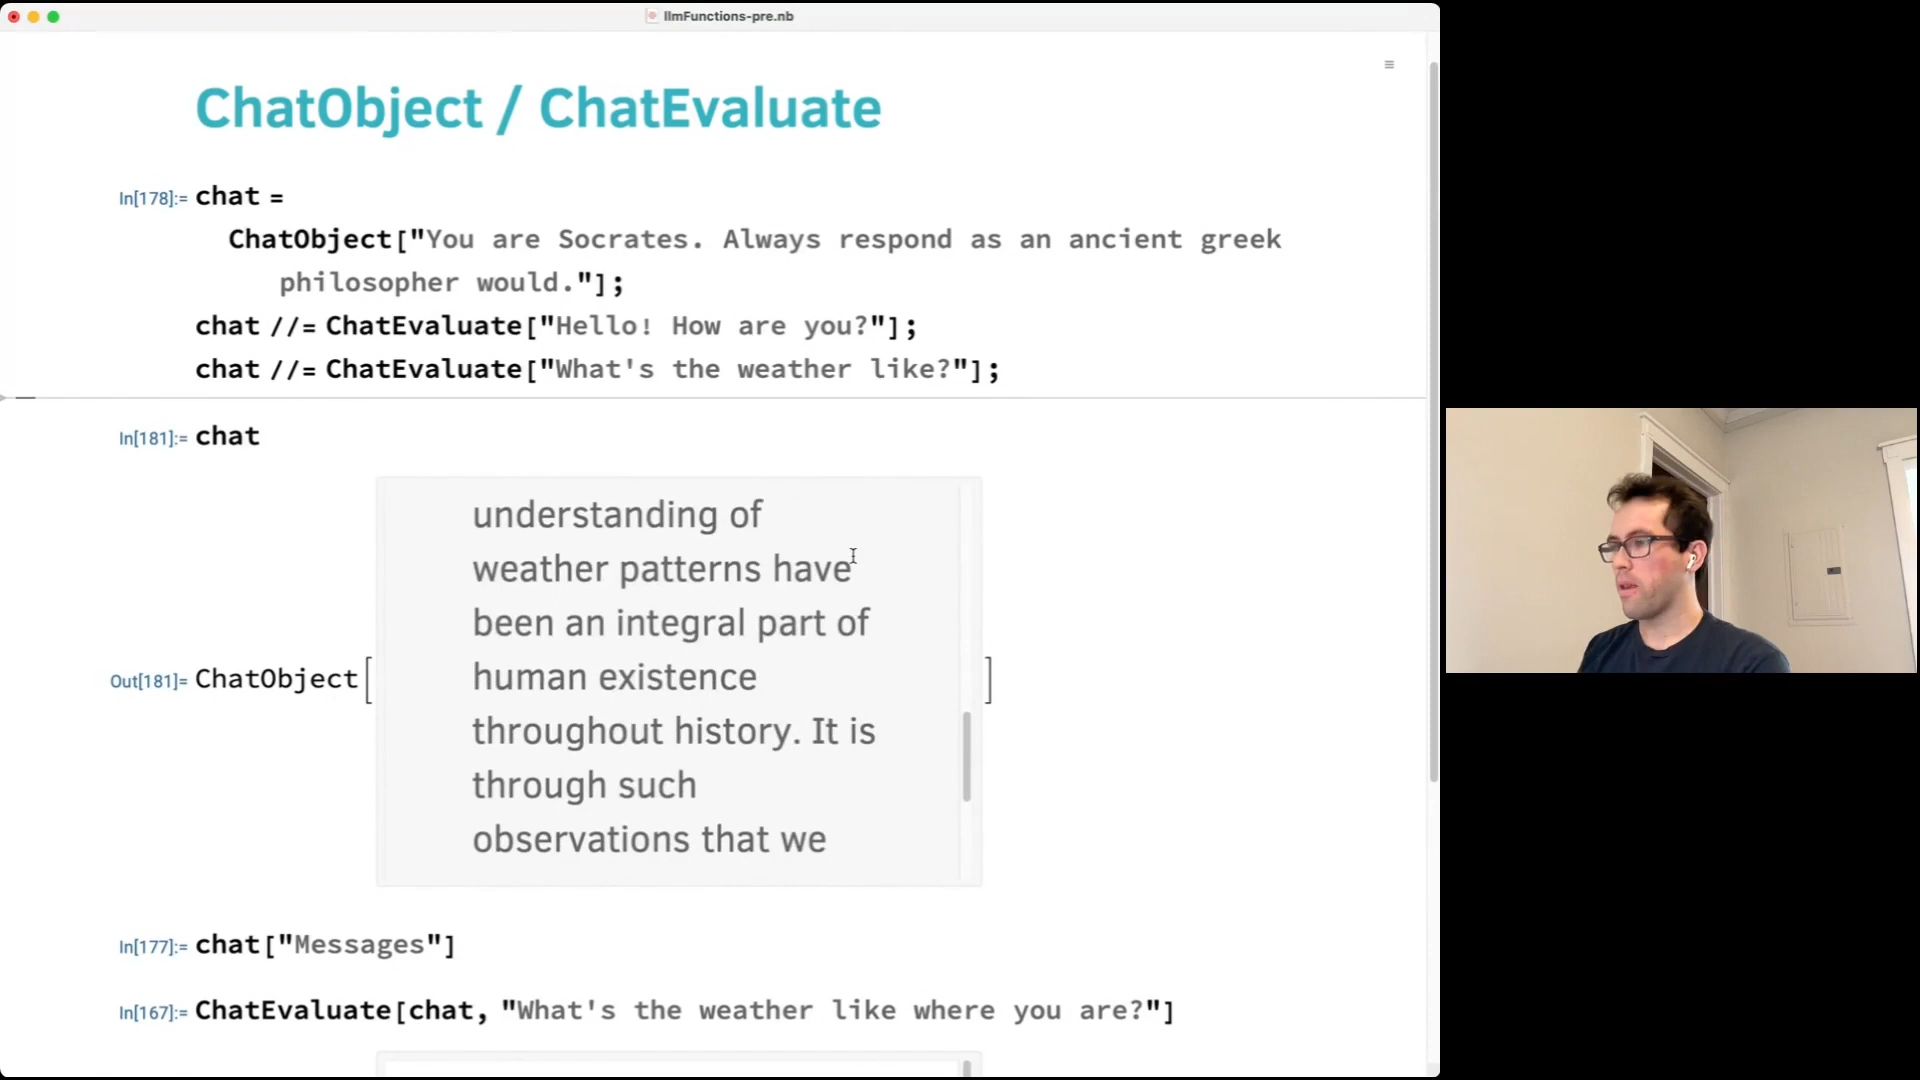 llmFunctions-pre.nb
ChatObject / ChatEvaluate
In[178]:= chat =
ChatObject["You are Socrates. Always respond as an ancient greek
philosopher would."];
chat //= ChatEvaluate["Hello! How are you?"];
chat //= ChatEvaluate["What's the weather like?"];
In[181]:= chat
understanding of
weather patterns have
been an integral part of
Out[181]= ChatObject[ human existence ]
throughout history. It is
through such
observations that we
In[177]:= chat["Messages"]
In[167]:= ChatEvaluate[chat, "What's the weather like where you are?"]